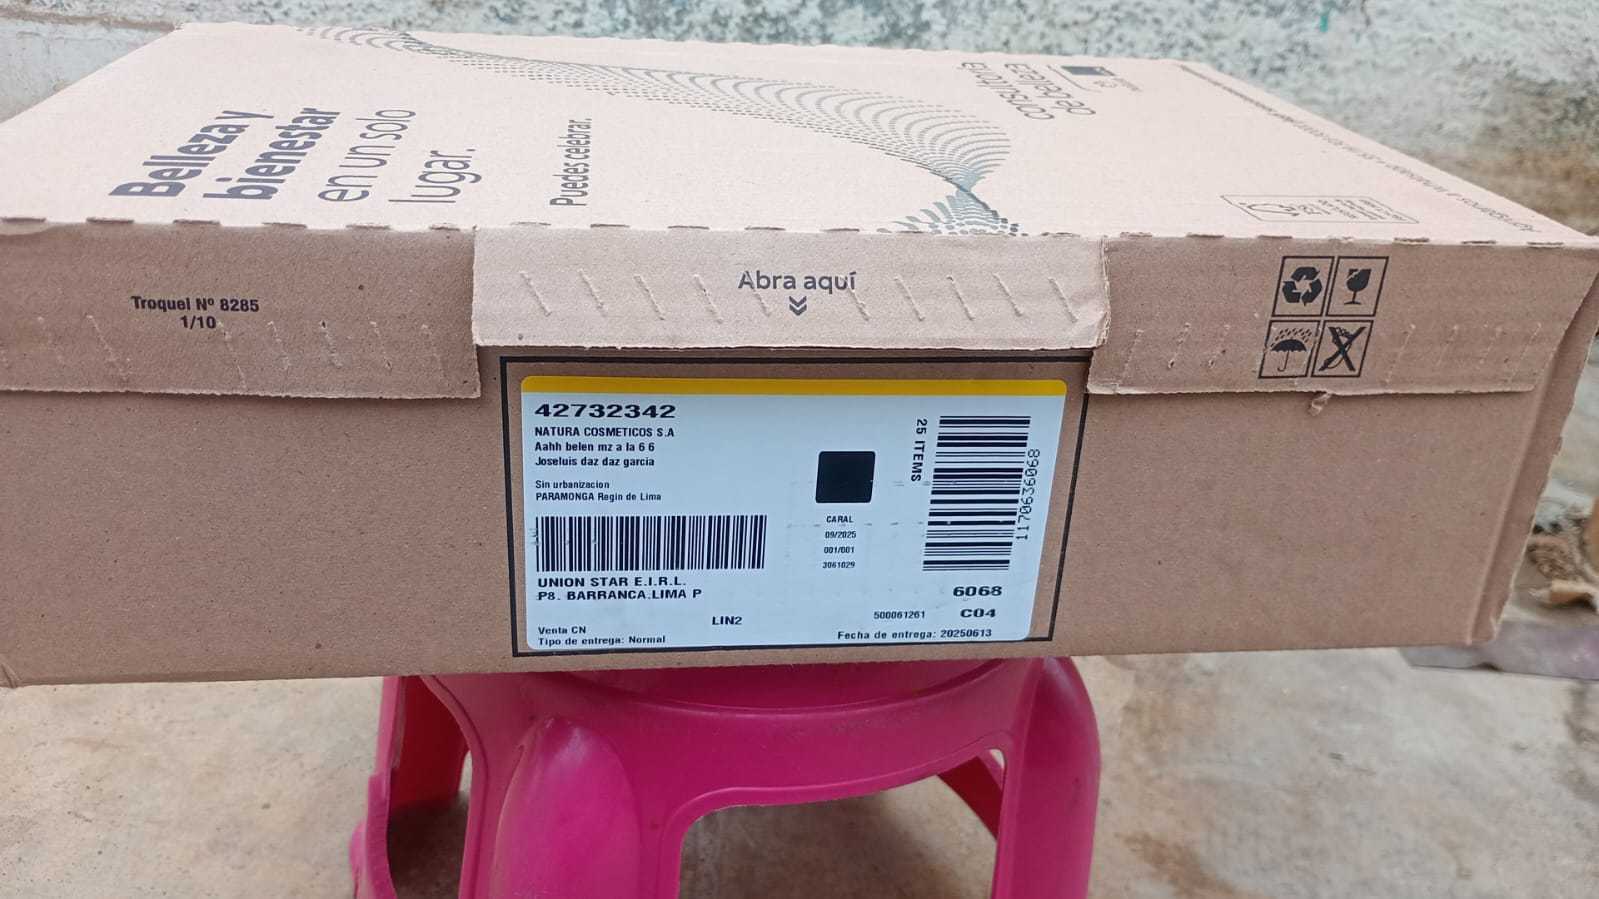 Belleza y
bienestar
en un solo
lugar.
Puedes celebrar.
consultoría
de belleza
Troquel Nº 8285
1/10
Abra aquí
42732342
NATURA COSMETICOS S.A
Aahh belen mz a la 6 6
Joseluis daz daz garcia
Sin urbanizacion
PARAMONGA Regin de Lima
UNION STAR E.I.R.L.
P8. BARRANCA.LIMA P
LIN2
Venta CN
Tipo de entrega: Normal
CARAL
09/2025
001/001
3061029
25 ITEMS
1170636068
6068
500061261 C04
Fecha de entrega: 20250613